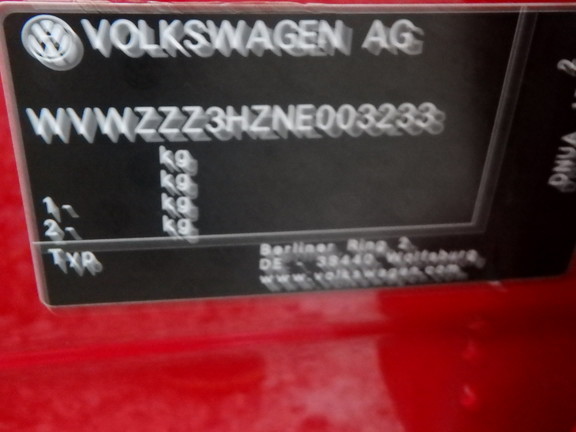 VOLKSWAGEN AG
WVWZZZ3HZNE003233
kg
kg
1- kg
2- kg
Typ
Berliner Ring 2
DE - 38440 Wolfsburg
www.volkswagen.com